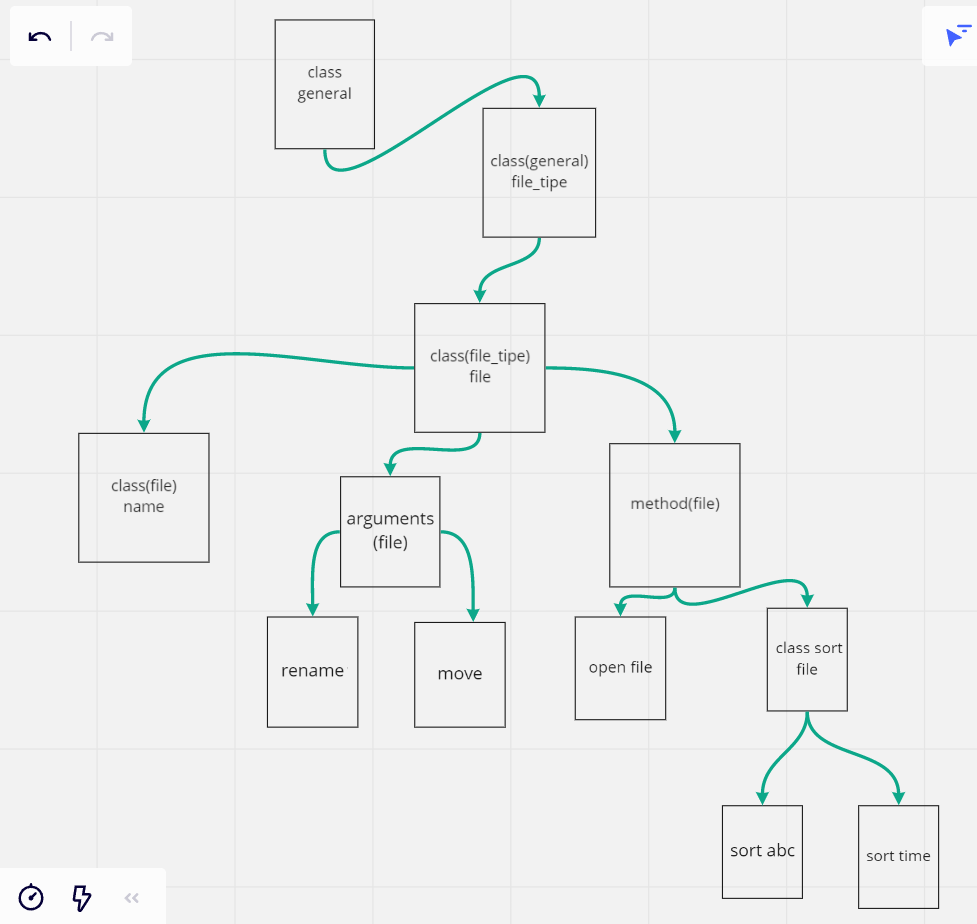 class
general
class(general)
file_tipe
class(file_tipe)
file
class(file)
name
arguments
(file)
method(file)
rename
move
open file
class sort
file
sort abc
sort time